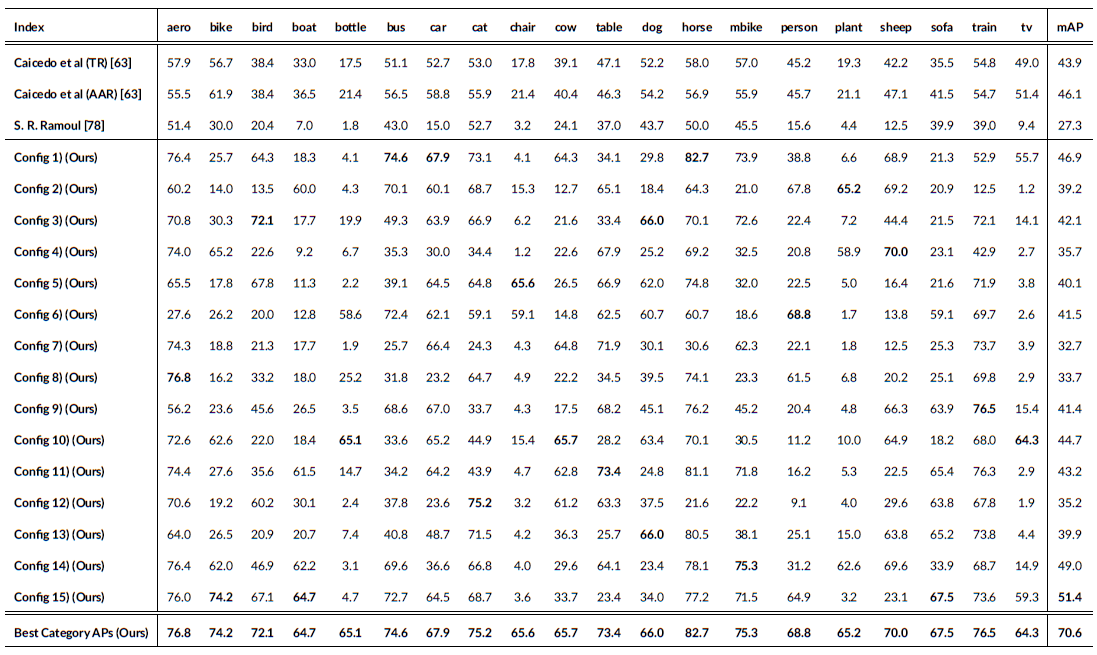 Index aero bike bird boat bottle bus car cat chair cow table dog horse mbike person plant sheep sofa train tv mAP
Caicedo et al (TR) [63] 57.9 56.7 38.4 33.0 17.5 51.1 52.7 53.0 17.8 39.1 47.1 52.2 58.0 57.0 45.2 19.3 42.2 35.5 54.8 49.0 43.9
Caicedo et al (AAR) [63] 55.5 61.9 38.4 36.5 21.4 56.5 58.8 55.9 21.4 40.4 46.3 54.2 56.9 55.9 45.7 21.1 47.1 41.5 54.7 51.4 46.1
S. R. Ramoul [78] 51.4 30.0 20.4 7.0 1.8 43.0 15.0 52.7 3.2 24.1 37.0 43.7 50.0 45.5 15.6 4.4 12.5 39.9 39.0 9.4 27.3
Config 1) (Ours) 76.4 25.7 64.3 18.3 4.1 74.6 67.9 73.1 4.1 64.3 34.1 29.8 82.7 73.9 38.8 6.6 68.9 21.3 52.9 55.7 46.9
Config 2) (Ours) 60.2 14.0 13.5 60.0 4.3 70.1 60.1 68.7 15.3 12.7 65.1 18.4 64.3 21.0 67.8 65.2 69.2 20.9 12.5 1.2 39.2
Config 3) (Ours) 70.8 30.3 72.1 17.7 19.9 49.3 63.9 66.9 6.2 21.6 33.4 66.0 70.1 72.6 22.4 7.2 44.4 21.5 72.1 14.1 42.1
Config 4) (Ours) 74.0 65.2 22.6 9.2 6.7 35.3 30.0 34.4 1.2 22.6 67.9 25.2 69.2 32.5 20.8 58.9 70.0 23.1 42.9 2.7 35.7
Config 5) (Ours) 65.5 17.8 67.8 11.3 2.2 39.1 64.5 64.8 65.6 26.5 66.9 62.0 74.8 32.0 22.5 5.0 16.4 21.6 71.9 3.8 40.1
Config 6) (Ours) 27.6 26.2 20.0 12.8 58.6 72.4 62.1 59.1 59.1 14.8 62.5 60.7 60.7 18.6 68.8 1.7 13.8 59.1 69.7 2.6 41.5
Config 7) (Ours) 74.3 18.8 21.3 17.7 1.9 25.7 66.4 24.3 4.3 64.8 71.9 30.1 30.6 62.3 22.1 1.8 12.5 25.3 73.7 3.9 32.7
Config 8) (Ours) 76.8 16.2 33.2 18.0 25.2 31.8 23.2 64.7 4.9 22.2 34.5 39.5 74.1 23.3 61.5 6.8 20.2 25.1 69.8 2.9 33.7
Config 9) (Ours) 56.2 23.6 45.6 26.5 3.5 68.6 67.0 33.7 4.3 17.5 68.2 45.1 76.2 45.2 20.4 4.8 66.3 63.9 76.5 15.4 41.4
Config 10) (Ours) 72.6 62.6 22.0 18.4 65.1 33.6 65.2 44.9 15.4 65.7 28.2 63.4 70.1 30.5 11.2 10.0 64.9 18.2 68.0 64.3 44.7
Config 11) (Ours) 74.4 27.6 35.6 61.5 14.7 34.2 64.2 43.9 4.7 62.8 73.4 24.8 81.1 71.8 16.2 5.3 22.5 65.4 76.3 2.9 43.2
Config 12) (Ours) 70.6 19.2 60.2 30.1 2.4 37.8 23.6 75.2 3.2 61.2 63.3 37.5 21.6 22.2 9.1 4.0 29.6 63.8 67.8 1.9 35.2
Config 13) (Ours) 64.0 26.5 20.9 20.7 7.4 40.8 48.7 71.5 4.2 36.3 25.7 66.0 80.5 38.1 25.1 15.0 63.8 65.2 73.8 4.4 39.9
Config 14) (Ours) 76.4 62.0 46.9 62.2 3.1 69.6 36.6 66.8 4.0 29.6 64.1 23.4 78.1 75.3 31.2 62.6 69.6 33.9 68.7 14.9 49.0
Config 15) (Ours) 76.0 74.2 67.1 64.7 4.7 72.7 64.5 68.7 3.6 33.7 23.4 34.0 77.2 71.5 64.9 3.2 23.1 67.5 73.6 59.3 51.4
Best Category APs (Ours) 76.8 74.2 72.1 64.7 65.1 74.6 67.9 75.2 65.6 65.7 73.4 66.0 82.7 75.3 68.8 65.2 70.0 67.5 76.5 64.3 70.6